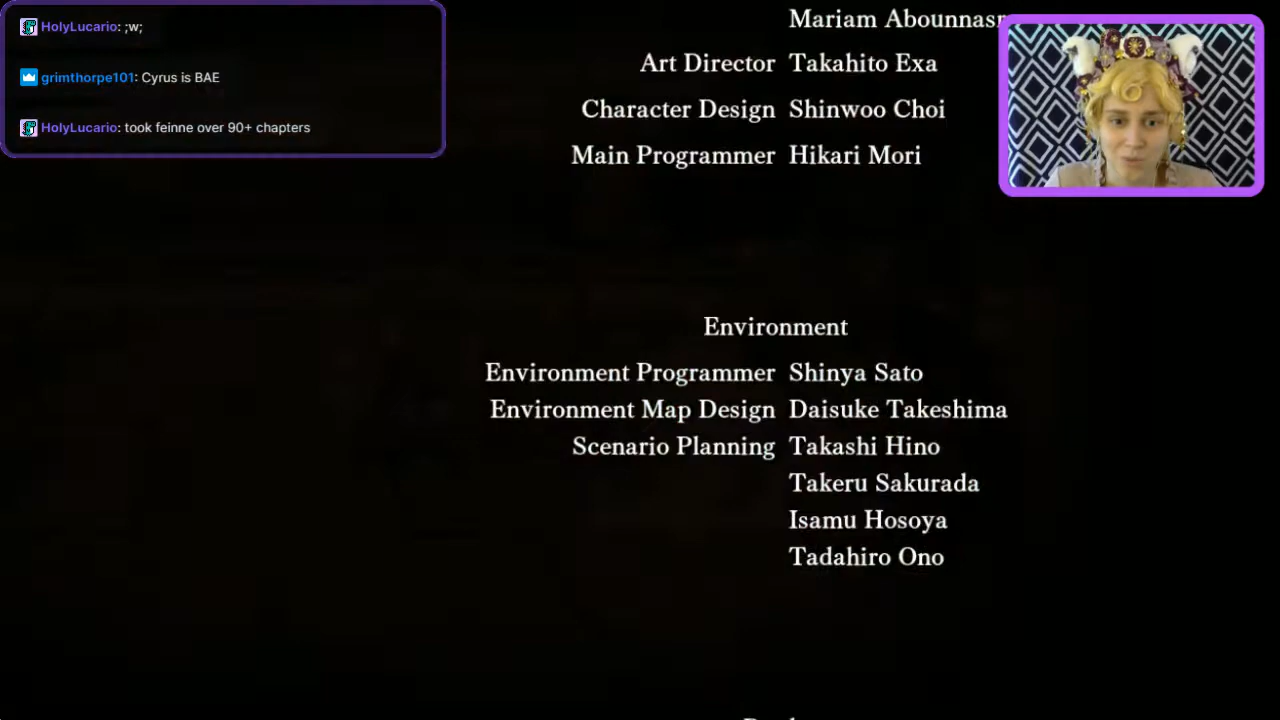 HolyLucario: ;w;
grimthorpe101: Cyrus is BAE
HolyLucario: took feinne over 90+ chapters
Mariam
Art Director Takahito Exa
Character Design Shinwoo Choi
Main Programmer Hikari Mori
Environment
Environment Programmer Shinya Sato
Environment Map Design Daisuke Takeshima
Scenario Planning Takashi Hino
Takeru Sakurada
Isamu Hosoya
Tadahiro Ono